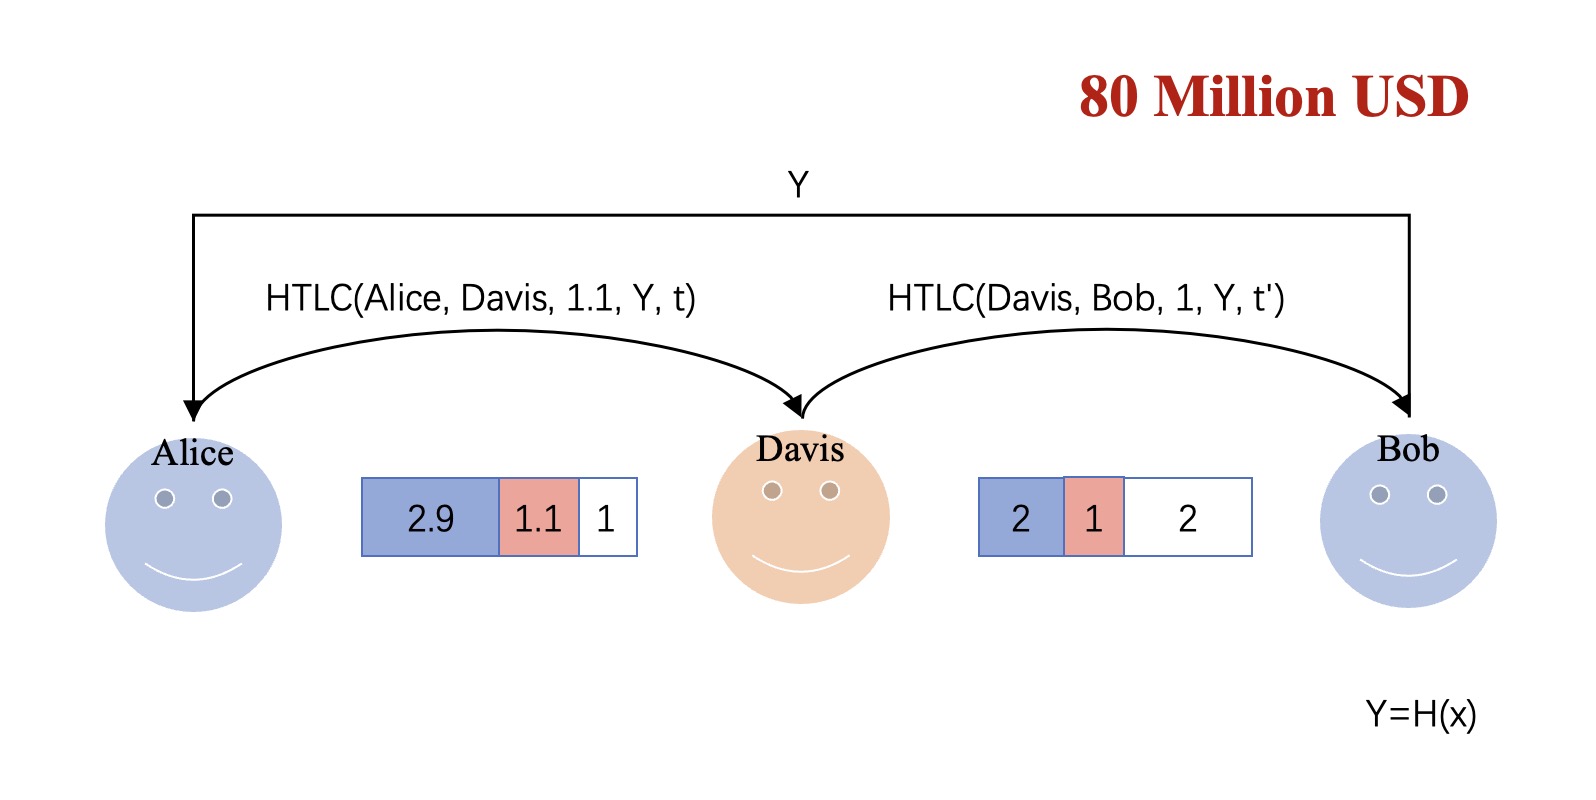 80 Million USD
Y
HTLC(Alice, Davis, 1.1, Y, t)
HTLC(Davis, Bob, 1, Y, t')
Alice
Davis
Bob
2.9
1.1
1
2
1
2
Y=H(x)